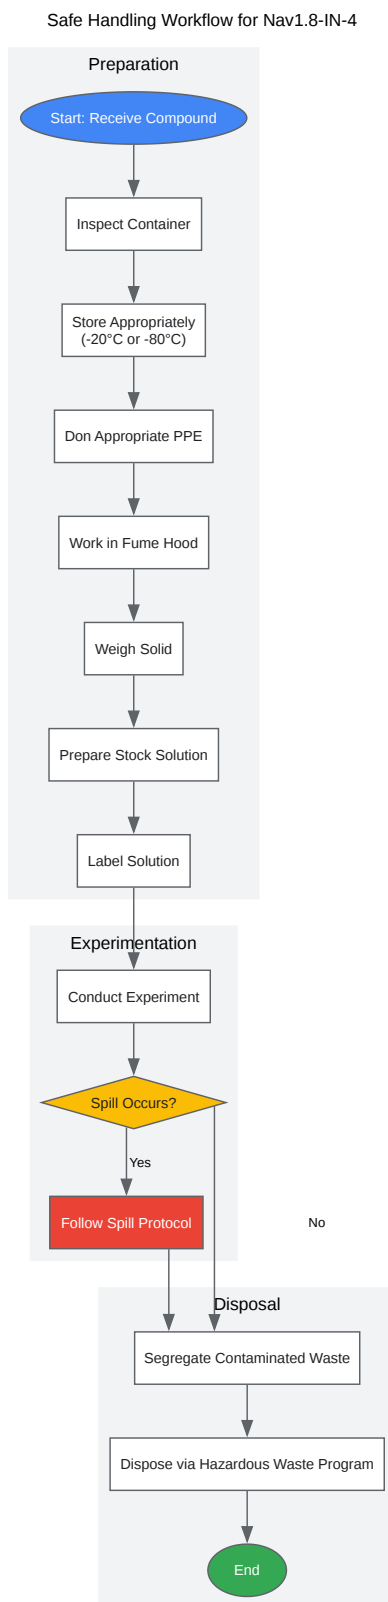 Safe Handling Workflow for Nav1.8-IN-4
Preparation
Start: Receive Compound
Inspect Container
Store Appropriately
(-20°C or -80°C)
Don Appropriate PPE
Work in Fume Hood
Weigh Solid
Prepare Stock Solution
Label Solution
Experimentation
Conduct Experiment
Spill Occurs?
Yes
Follow Spill Protocol
No
Disposal
Segregate Contaminated Waste
Dispose via Hazardous Waste Program
End